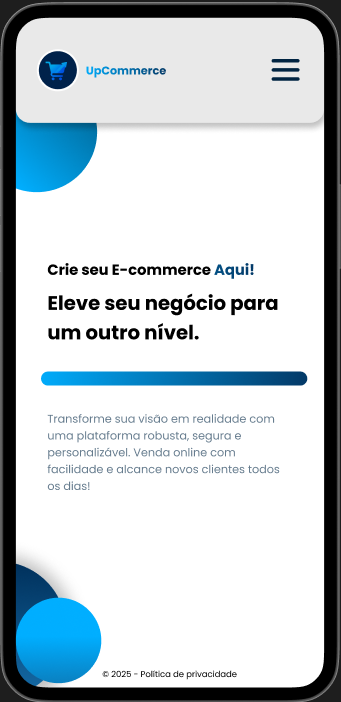 UpCommerce
Crie seu E-commerce Aqui!
Eleve seu negócio para
um outro nível.
Transforme sua visão em realidade com
uma plataforma robusta, segura e
personalizável. Venda online com
facilidade e alcance novos clientes todos
os dias!
© 2025 - Política de privacidade